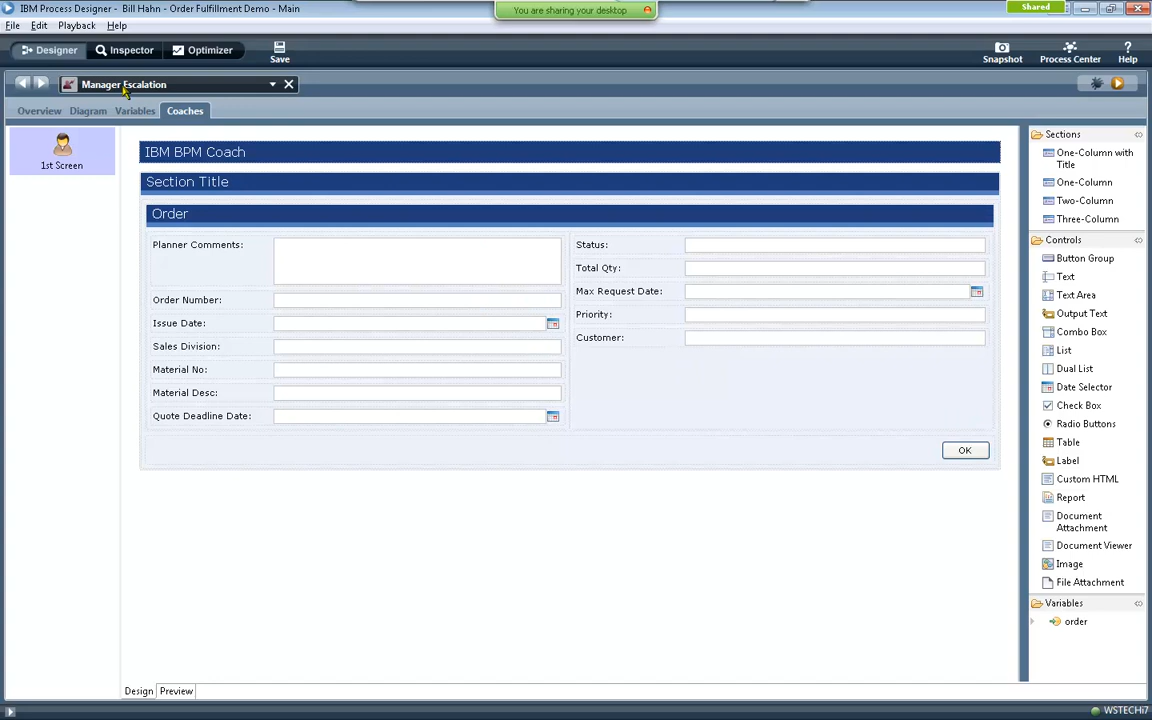 IBM Process Designer - Bill Hahn - Order Fulfillment Demo - Main
You are sharing your desktop
Shared
File Edit Playback Help
Designer Inspector Optimizer
Save
Snapshot Process Center Help
Manager Escalation
Overview Diagram Variables Coaches
1st Screen
IBM BPM Coach
Section Title
Order
Planner Comments:
Order Number:
Issue Date:
Sales Division:
Material No:
Material Desc:
Quote Deadline Date:
Status:
Total Qty:
Max Request Date:
Priority:
Customer:
OK
Sections
One-Column with
Title
One-Column
Two-Column
Three-Column
Controls
Button Group
Text
Text Area
Output Text
Combo Box
List
Dual List
Date Selector
Check Box
Radio Buttons
Table
Label
Custom HTML
Report
Document
Attachment
Document Viewer
Image
File Attachment
Variables
order
Design Preview
WSTECHi7